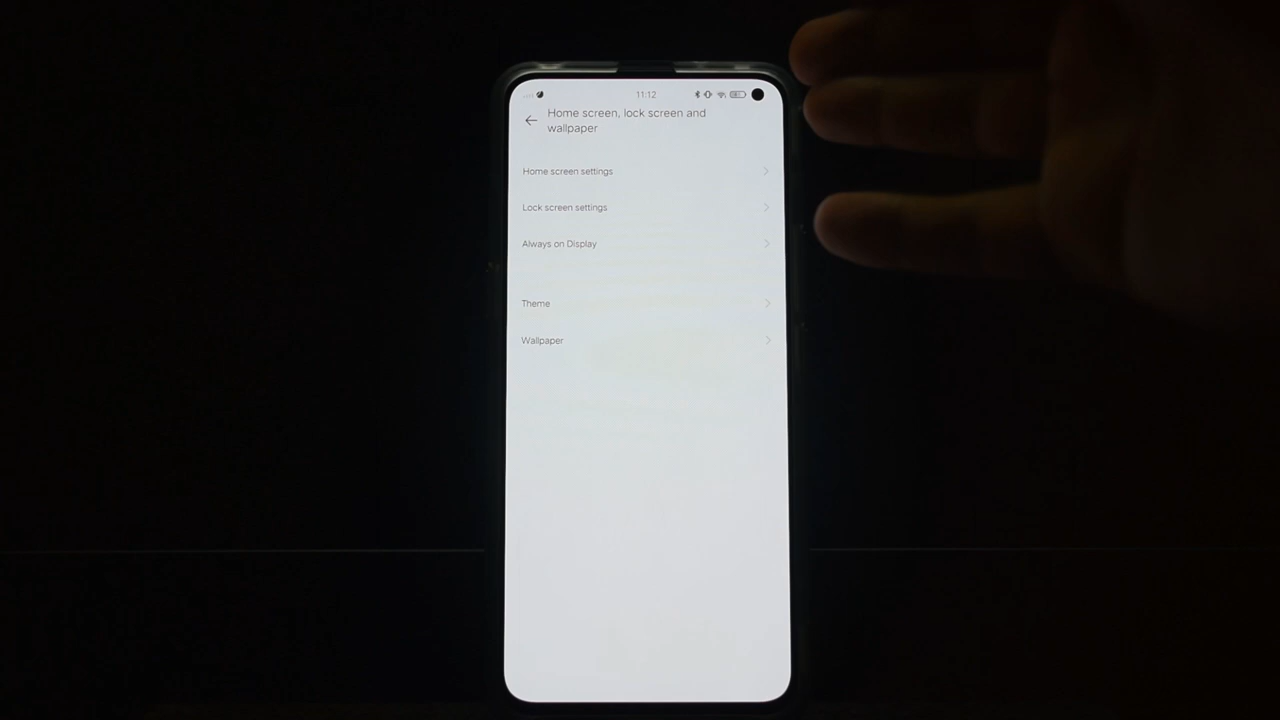 11:12
Home screen, lock screen and
wallpaper
Home screen settings
Lock screen settings
Always on Display
Theme
Wallpaper